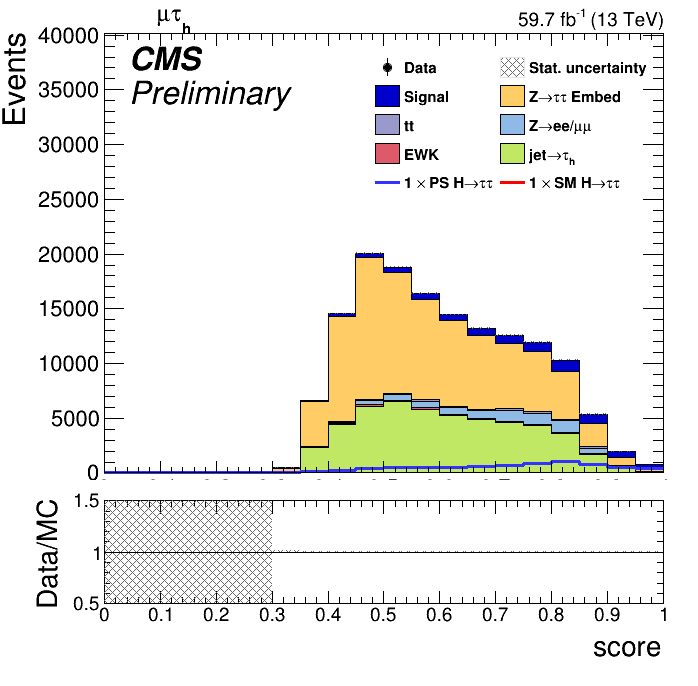 μτh
59.7 fb-1 (13 TeV)
Events
40000
35000
30000
25000
20000
15000
10000
5000
0
CMS
Preliminary
Data
Stat. uncertainty
Signal
Z→ττ Embed
tt
Z→ee/μμ
EWK
jet→τh
1 × PS H→ττ
1 × SM H→ττ
Data/MC
1.5
1
0.5
0 0.1 0.2 0.3 0.4 0.5 0.6 0.7 0.8 0.9 1
score